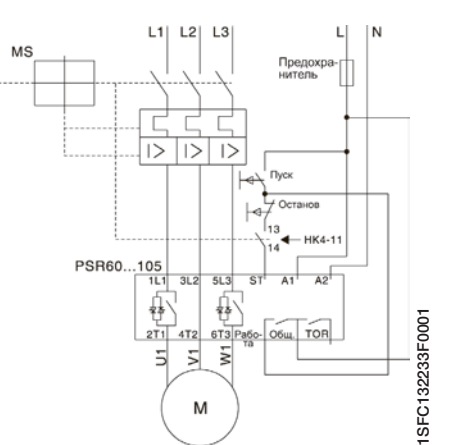 L1 L2 L3 L N
MS
Предохра-
нитель
Пуск
Останов
13
14
HK4-11
PSR60...105
1L1 3L2 5L3 ST A1 A2
2T1 4T2 6T3 Рабо-
та
Общ. TOR
U1 V1 W1
M
1SFC132233F0001